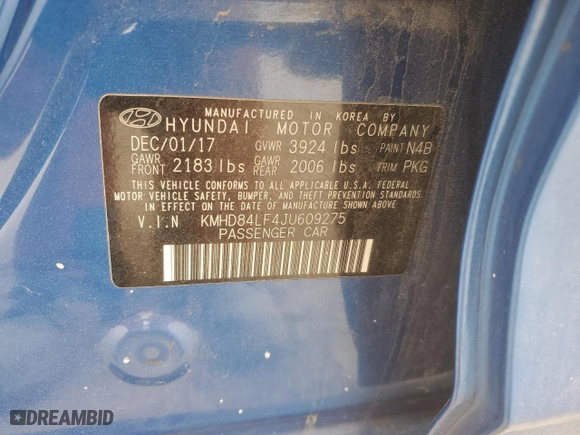 MANUFACTURED IN KOREA BY
HYUNDAI MOTOR COMPANY
DEC/01/17 GVWR 3924 lbs PAINT N4B
GAWR FRONT 2183 lbs GAWR REAR 2006 lbs TRIM PKG
THIS VEHICLE CONFORMS TO ALL APPLICABLE U.S.A. FEDERAL
MOTOR VEHICLE SAFETY, BUMPER, AND THEFT PREVENTION STANDARDS
IN EFFECT ON THE DATE OF MANUFACTURE SHOWN ABOVE.
V.I.N KMHD84LF4JU609275
PASSENGER CAR
DREAMBID